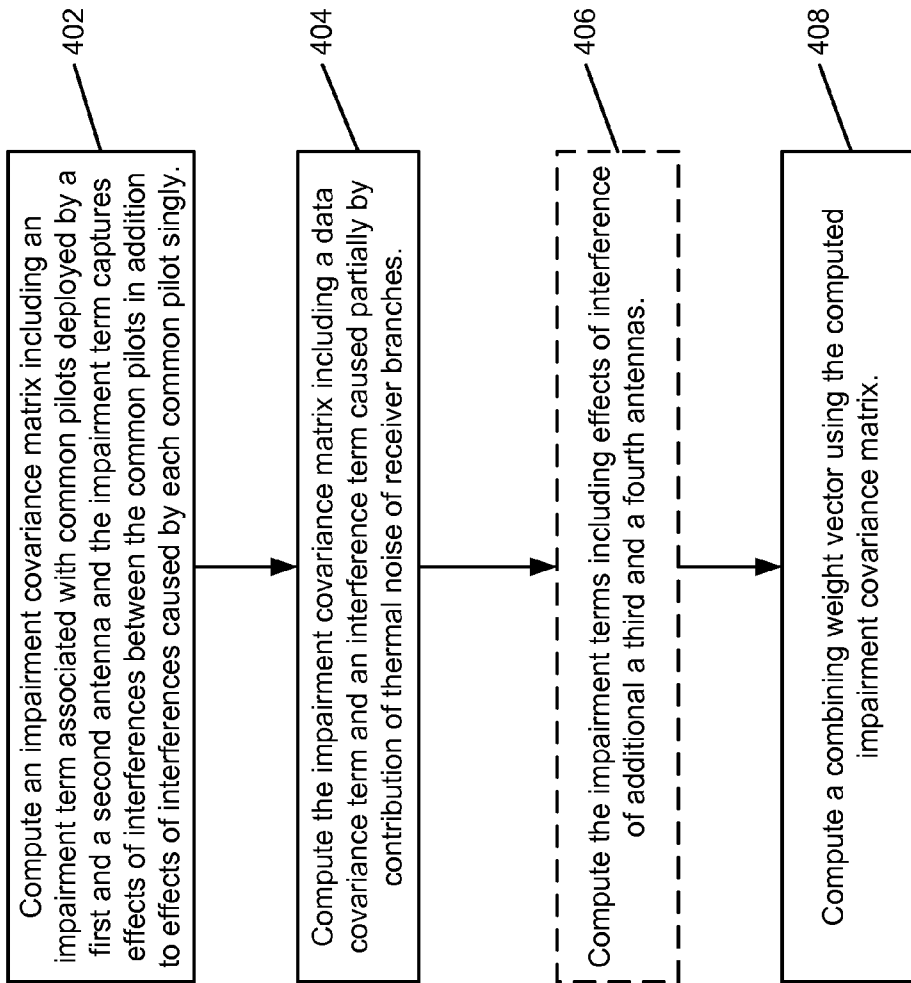 Compute an impairment covariance matrix including an
impairment term associated with common pilots deployed by a
first and a second antenna and the impairment term captures
effects of interferences between the common pilots in addition
to effects of interferences caused by each common pilot singly.
402
Compute the impairment covariance matrix including a data
covariance term and an interference term caused partially by
contribution of thermal noise of receiver branches.
404
Compute the impairment terms including effects of interference
of additional a third and a fourth antennas.
406
Compute a combining weight vector using the computed
impairment covariance matrix.
408